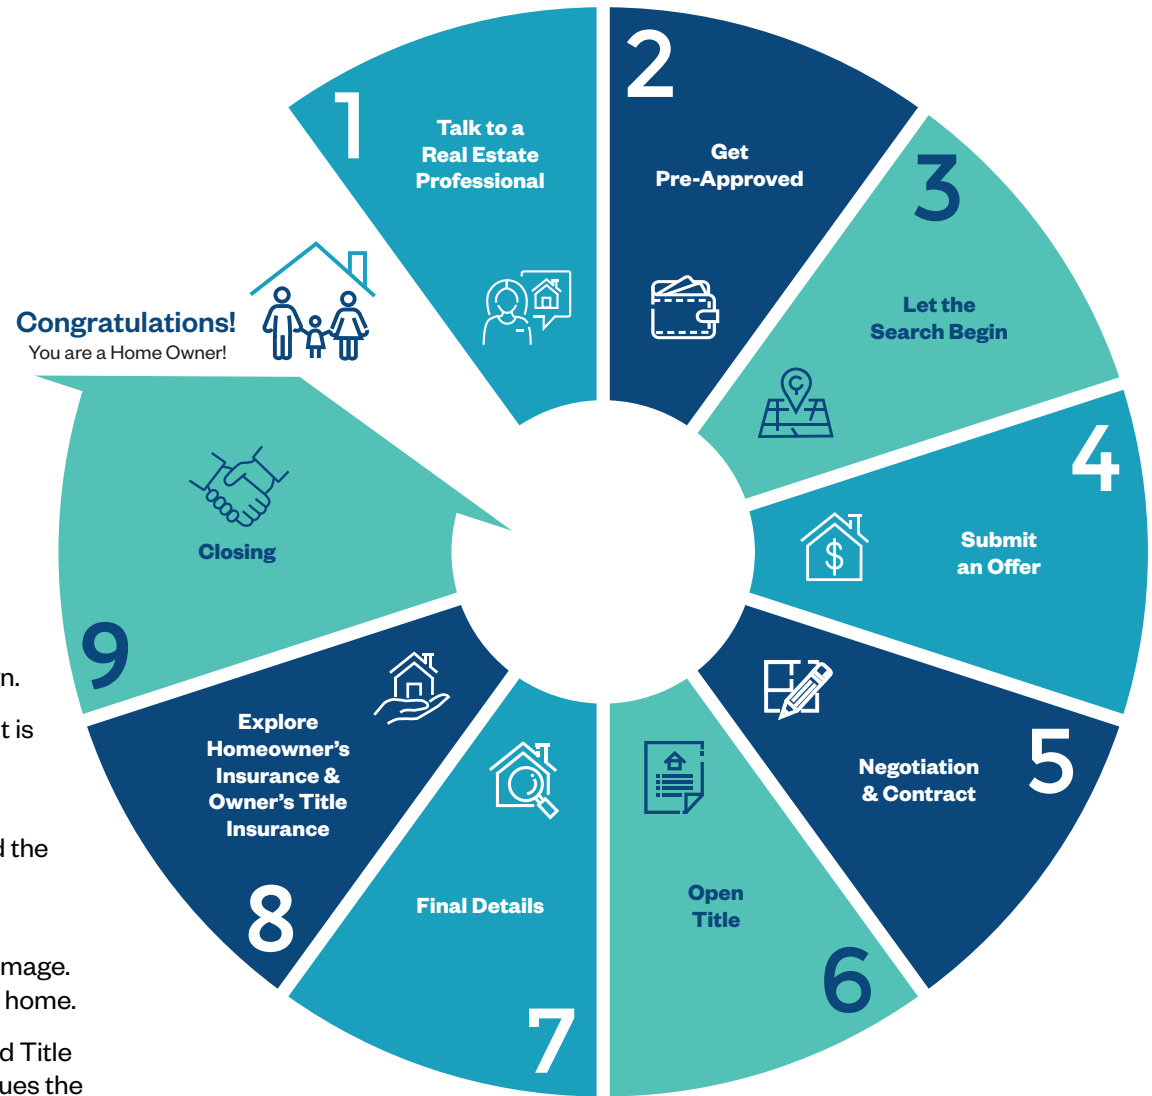 1
Talk to a
Real Estate
Professional
2
Get
Pre-Approved
3
Let the
Search Begin
4
Submit
an Offer
5
Negotiation
& Contract
6
Open
Title
7
Final Details
8
Explore
Homeowner's
Insurance &
Owner's Title
Insurance
9
Closing
Congratulations!
You are a Home Owner!
n.
t is
the
home.
Title
the